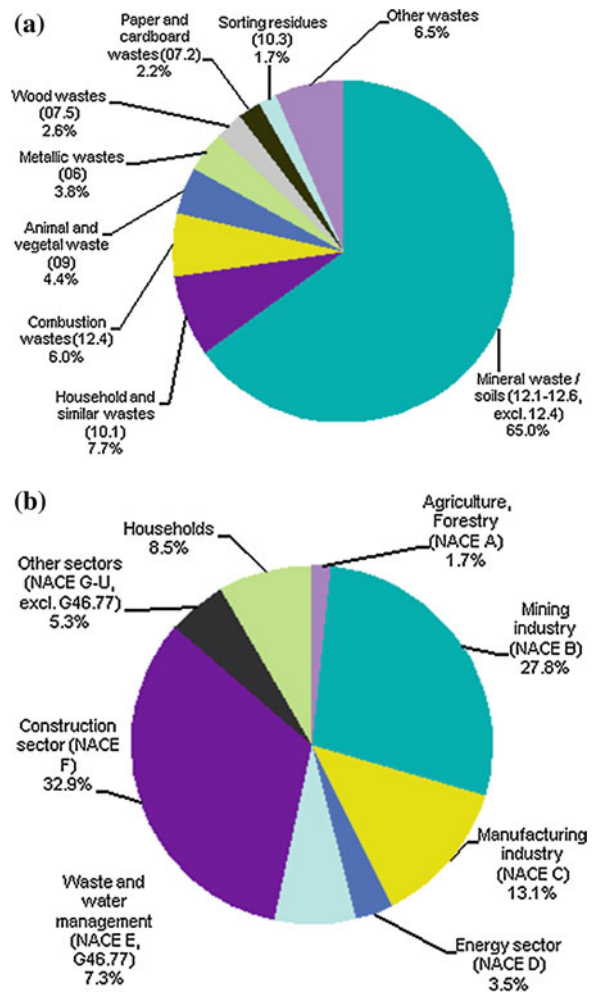 (a)
Paper and
cardboard
wastes (07.2)
2.2%
Sorting residues
(10.3)
1.7%
Other wastes
6.5%
Wood wastes
(07.5)
2.6%
Metallic wastes
(06)
3.8%
Animal and
vegetal waste
(09)
4.4%
Combustion
wastes (12.4)
6.0%
Household and
similar wastes
(10.1)
7.7%
Mineral waste /
soils (12.1-12.6,
excl. 12.4)
65.0%
(b)
Households
8.5%
Agriculture,
Forestry
(NACE A)
1.7%
Other sectors
(NACE G-U,
excl. G46.77)
5.3%
Mining
industry
(NACE B)
27.8%
Construction
sector (NACE
F)
32.9%
Manufacturing
industry
(NACE C)
13.1%
Waste and
water
management
(NACE E,
G46.77)
7.3%
Energy sector
(NACE D)
3.5%